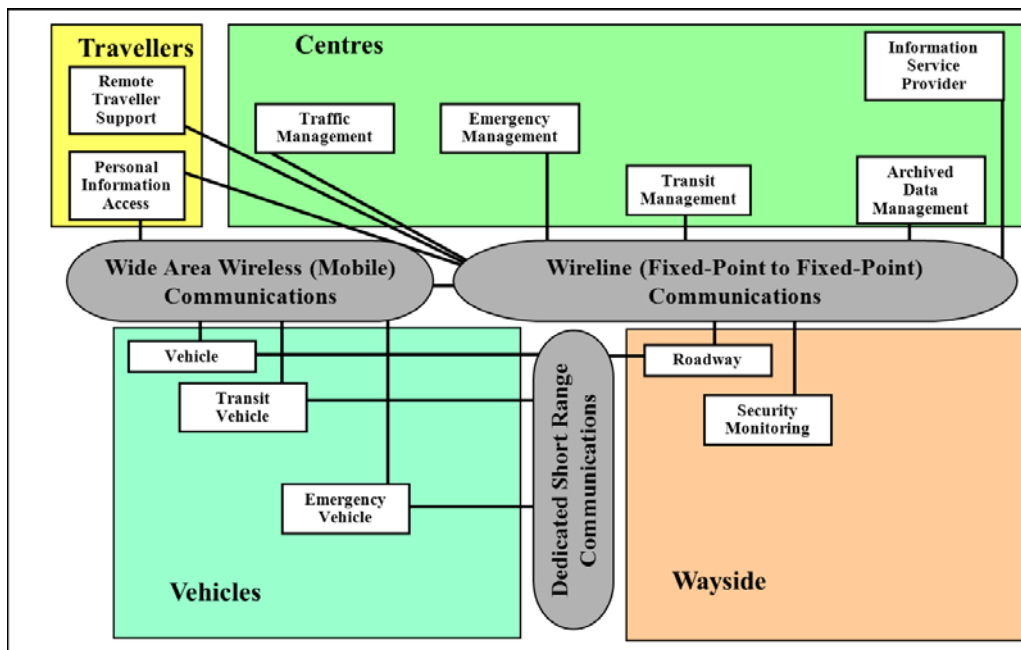 Travellers
Remote
Traveller
Support
Personal
Information
Access
Centres
Information
Service
Provider
Traffic
Management
Emergency
Management
Transit
Management
Archived
Data
Management
Wide Area Wireless (Mobile)
Communications
Wireline (Fixed-Point to Fixed-Point)
Communications
Vehicle
Transit
Vehicle
Emergency
Vehicle
Vehicles
Dedicated Short Range
Communications
Roadway
Security
Monitoring
Wayside